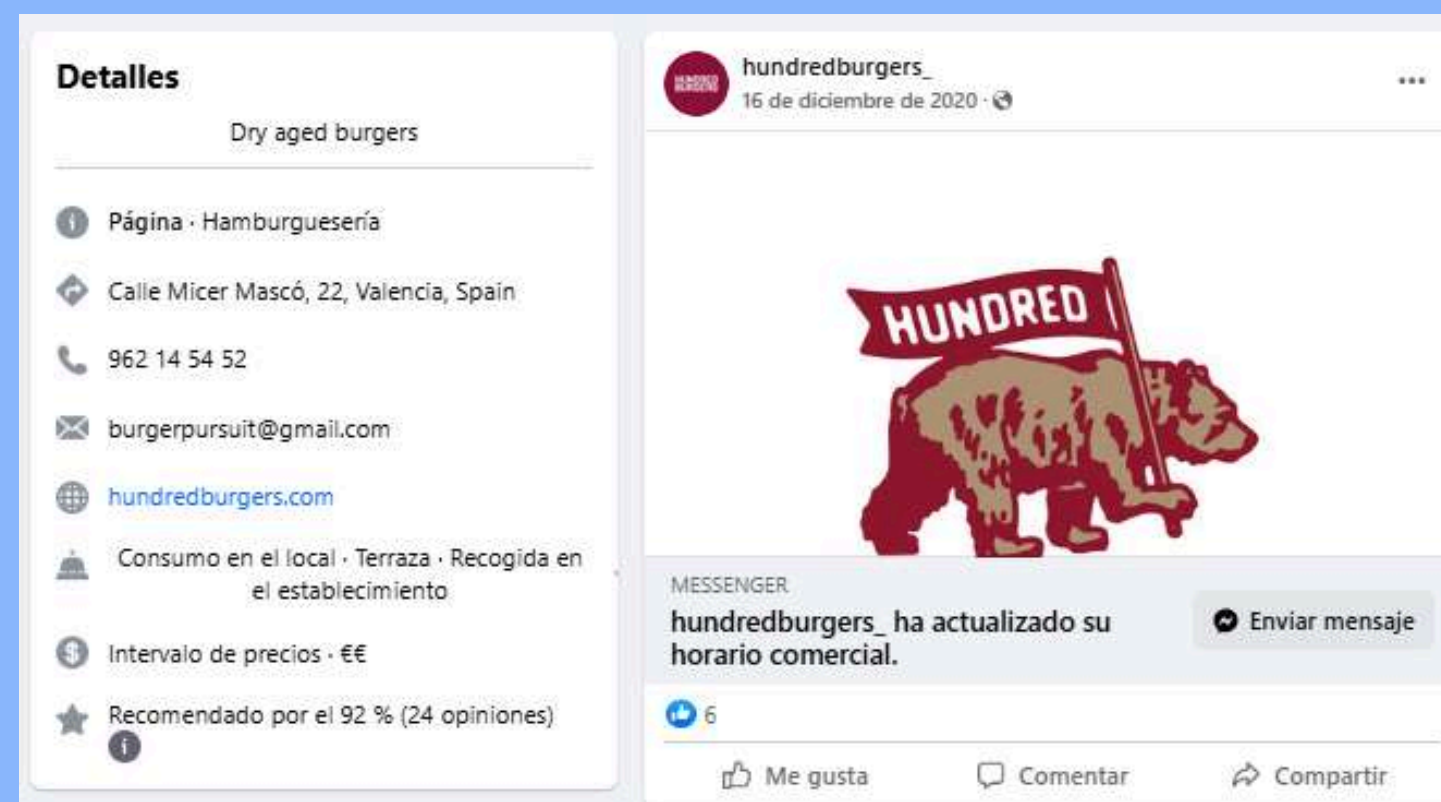 Detalles
Dry aged burgers
Página · Hamburguesería
Calle Micer Mascó, 22, Valencia, Spain
962 14 54 52
burgerpursuit@gmail.com
hundredburgers.com
Consumo en el local · Terraza · Recogida en
el establecimiento
Intervalo de precios · €€
Recomendado por el 92 % (24 opiniones)
HUNDRED
BURGERS
hundredburgers_
16 de diciembre de 2020 ·
HUNDRED
MESSENGER
hundredburgers_ ha actualizado su
horario comercial.
Enviar mensaje
6
Me gusta
Comentar
Compartir